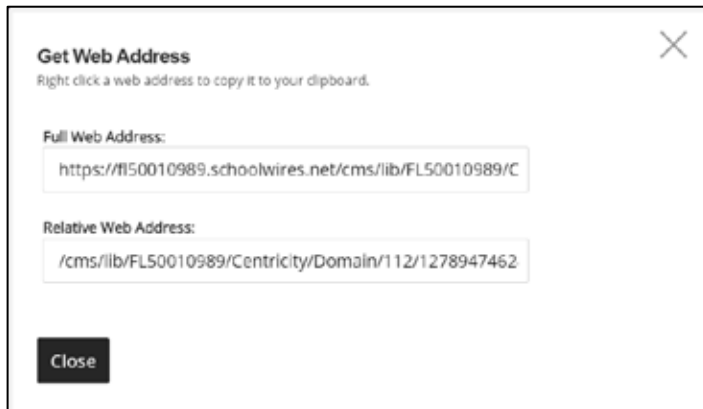 Get Web Address
Right click a web address to copy it to your clipboard.
Full Web Address:
https://fl50010989.schoolwires.net/cms/lib/FL50010989/C
Relative Web Address:
/cms/lib/FL50010989/Centricity/Domain/112/1278947462
Close